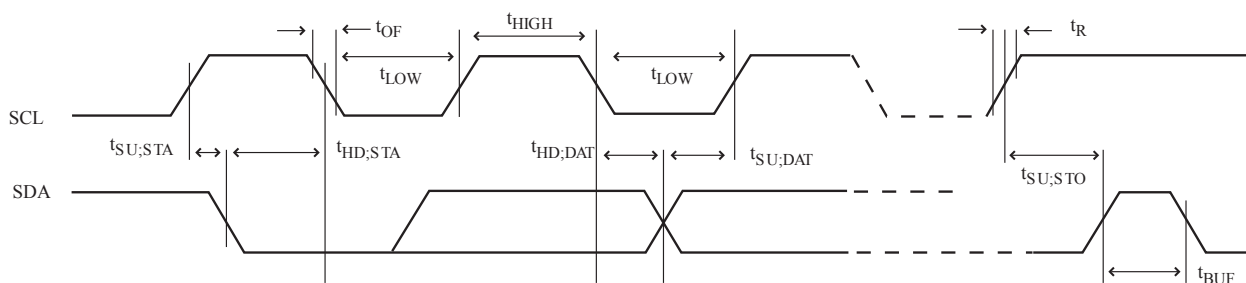 tOF
tHIGH
tR
tLOW
tLOW
SCL
tSU;STA
tHD;STA
tHD;DAT
tSU;DAT
tSU;STO
SDA
tBUF